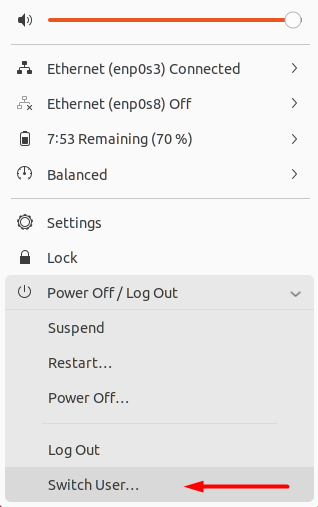 Ethernet (enp0s3) Connected
Ethernet (enp0s8) Off
7:53 Remaining (70 %)
Balanced
Settings
Lock
Power Off / Log Out
Suspend
Restart…
Power Off…
Log Out
Switch User…